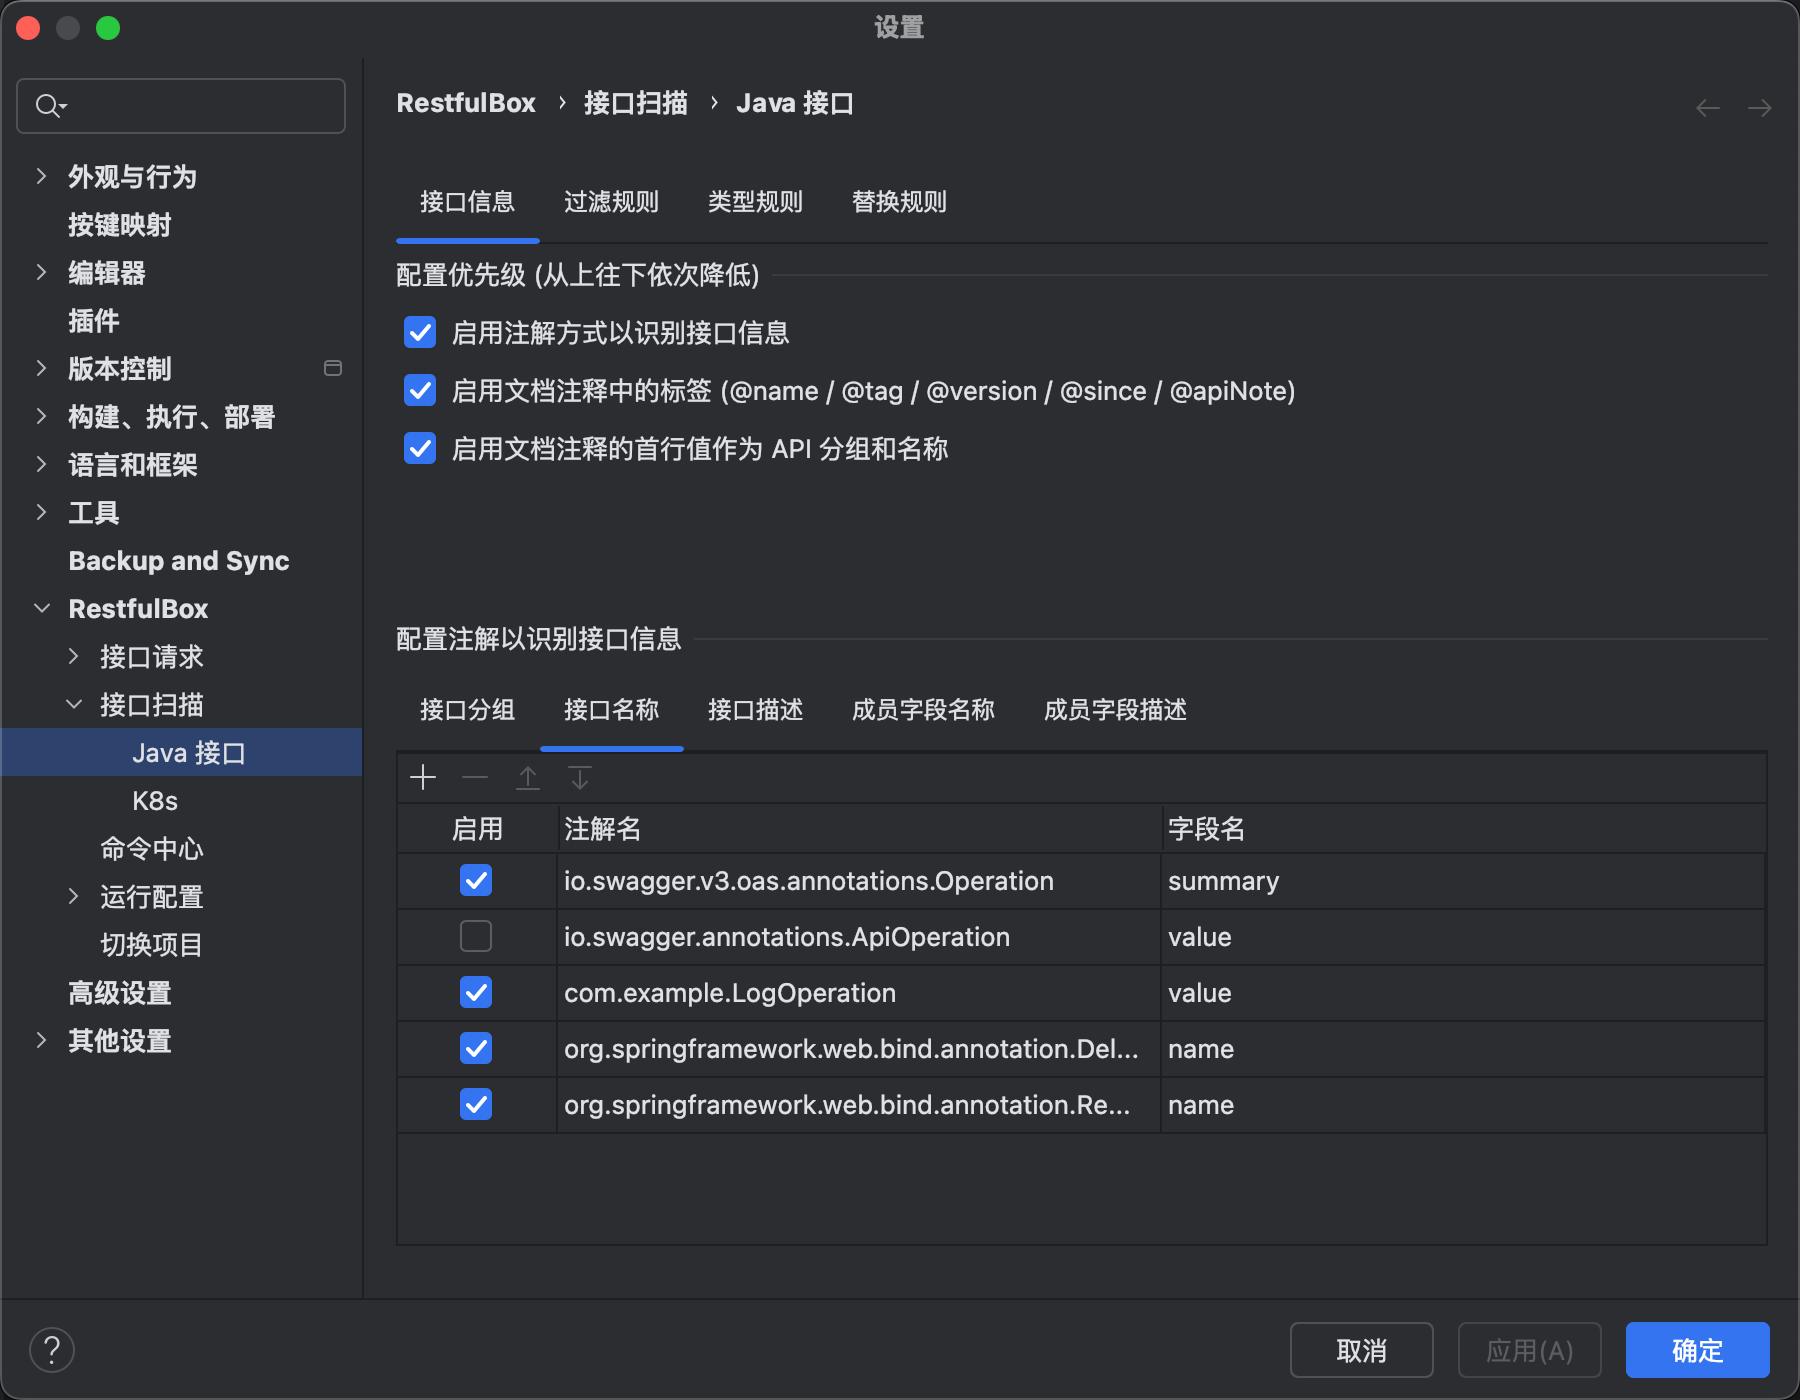 设置
外观与行为
按键映射
编辑器
插件
版本控制
构建、执行、部署
语言和框架
工具
Backup and Sync
RestfulBox
接口请求
接口扫描
Java 接口
K8s
命令中心
运行配置
切换项目
高级设置
其他设置
RestfulBox › 接口扫描 › Java 接口
接口信息 过滤规则 类型规则 替换规则
配置优先级 (从上往下依次降低)
启用注解方式以识别接口信息
启用文档注释中的标签 (@name / @tag / @version / @since / @apiNote)
启用文档注释的首行值作为 API 分组和名称
配置注解以识别接口信息
接口分组 接口名称 接口描述 成员字段名称 成员字段描述
启用 注解名 字段名
io.swagger.v3.oas.annotations.Operation summary
io.swagger.annotations.ApiOperation value
com.example.LogOperation value
org.springframework.web.bind.annotation.Del... name
org.springframework.web.bind.annotation.Re... name
? 取消 应用(A) 确定